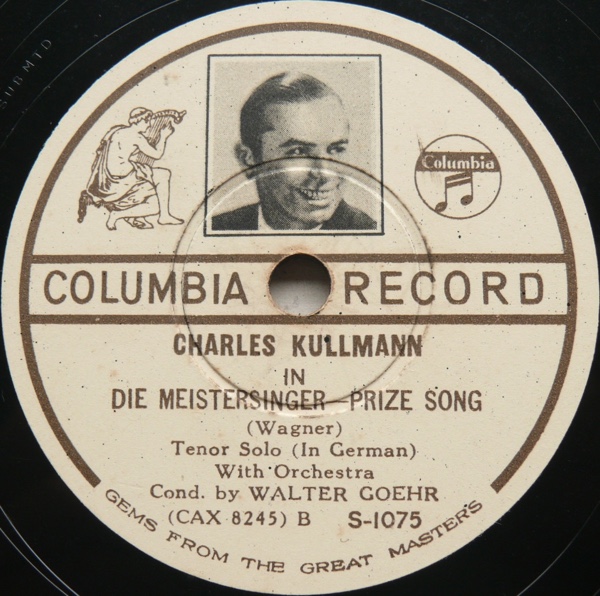 SUBMTD
Columbia
COLUMBIA RECORD
CHARLES KULLMANN
IN
DIE MEISTERSINGER—PRIZE SONG
(Wagner)
Tenor Solo (In German)
With Orchestra
Cond. by WALTER GOEHR
(CAX 8245) B S-1075
GEMS FROM THE GREAT MASTERS